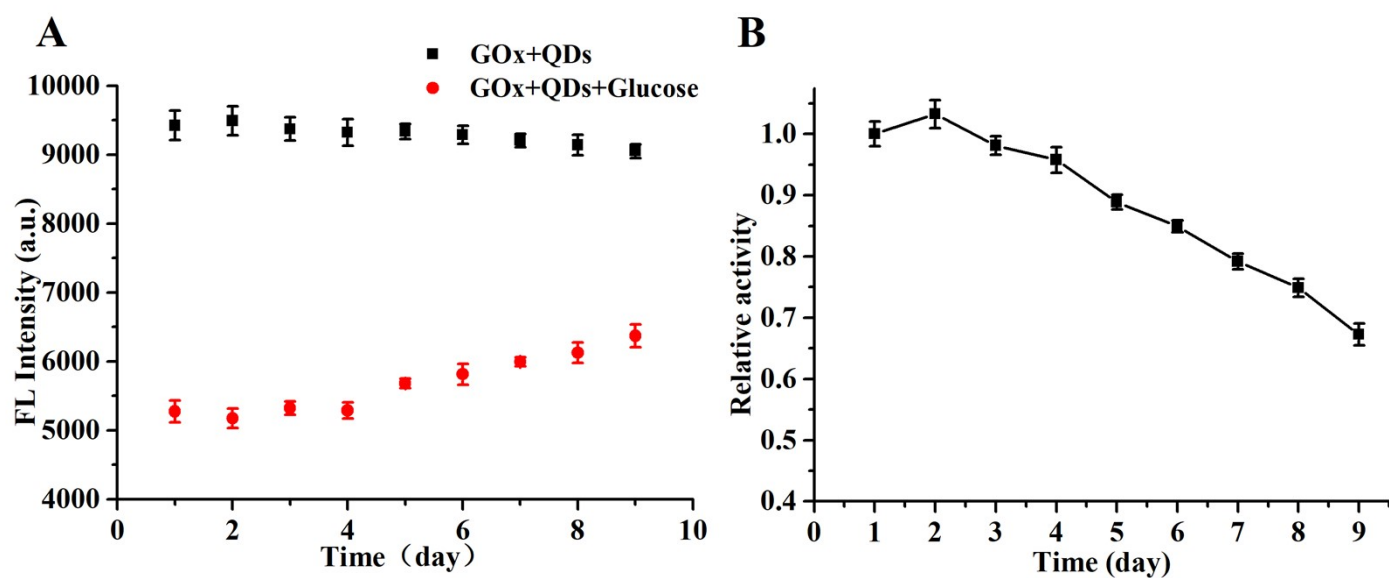 A
GOx+QDs
GOx+QDs+Glucose
10000
9000
8000
7000
6000
5000
4000
FL Intensity (a.u.)
0 2 4 6 8 10
Time（day）
B
1.0
0.9
0.8
0.7
0.6
0.5
0.4
Relative activity
0 1 2 3 4 5 6 7 8 9
Time (day)